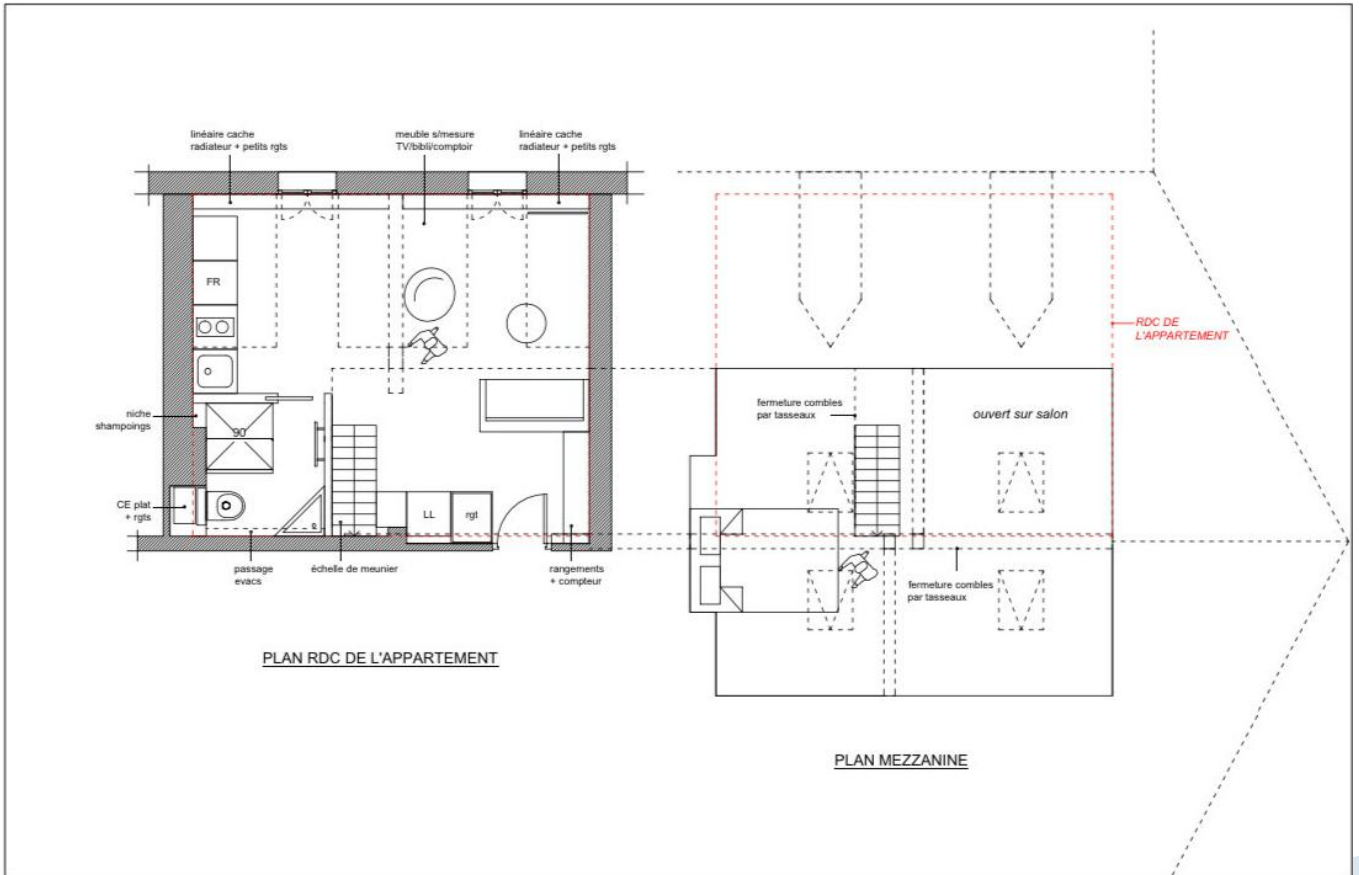 linéaire cache
radiateur + petits rgts
meuble s/mesure
TV/bibli/comptoir
linéaire cache
radiateur + petits rgts
FR
RDC DE
L'APPARTEMENT
niche
shampoings
90
fermeture combles
par tasseaux
ouvert sur salon
CE plat
+ rgts
LL
rgt
passage
evacs
échelle de meunier
rangements
+ compteur
fermeture combles
par tasseaux
PLAN RDC DE L'APPARTEMENT
PLAN MEZZANINE